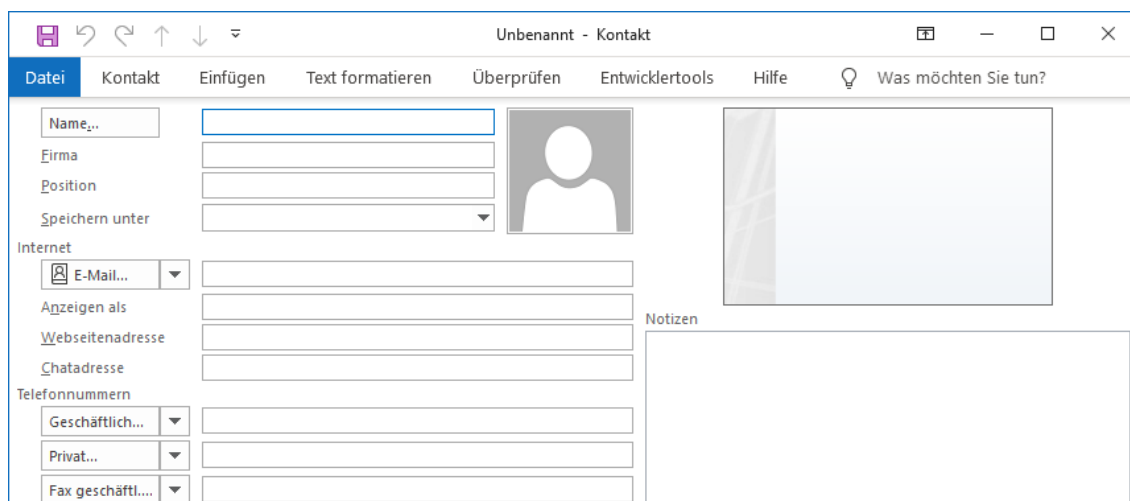 Unbenannt - Kontakt
Datei Kontakt Einfügen Text formatieren Überprüfen Entwicklertools Hilfe Was möchten Sie tun?
Name...
Firma
Position
Speichern unter
Internet
E-Mail...
Anzeigen als
Webseitenadresse
Chatadresse
Telefonnummern
Geschäftlich...
Privat...
Fax geschäftl....
Notizen